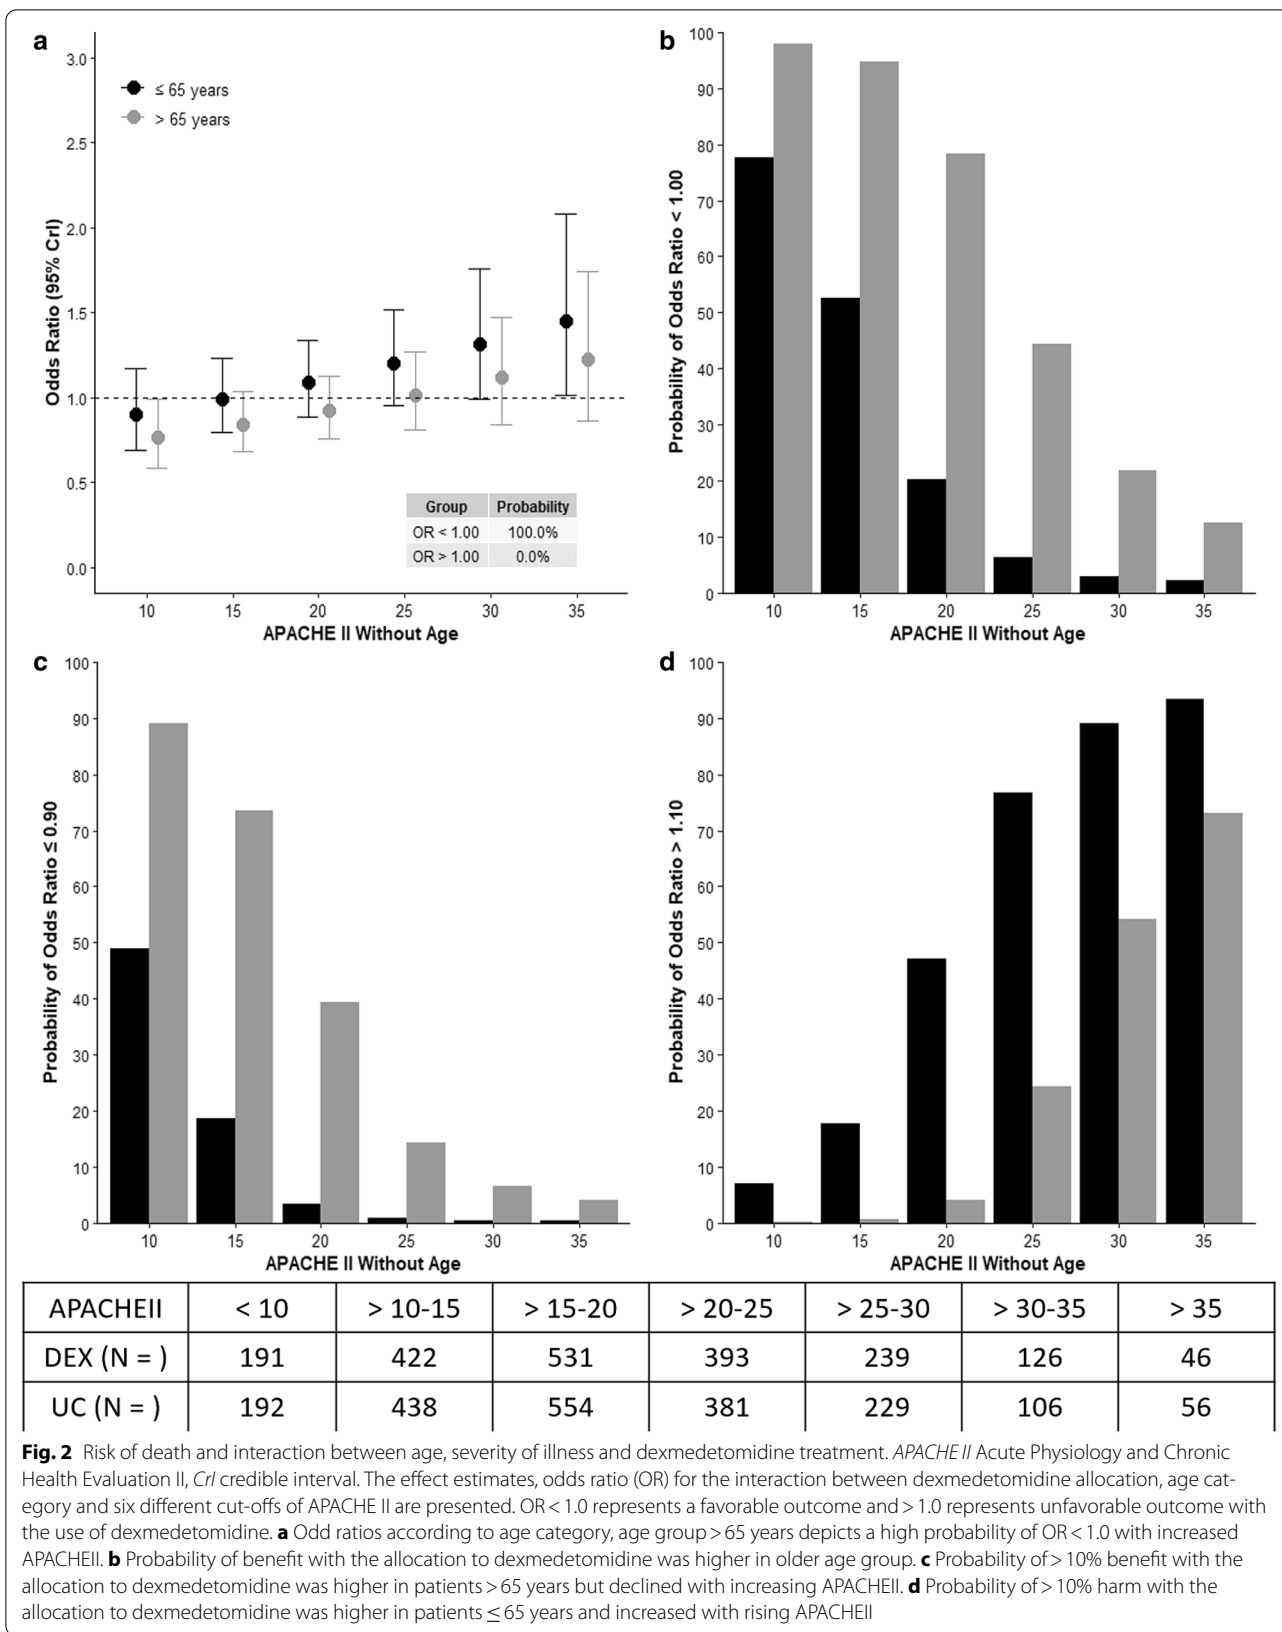 a
3.0
2.5
2.0
1.5
1.0
0.5
0.0
Odds Ratio (95% CrI)
≤ 65 years
> 65 years
Group Probability
OR < 1.00 100.0%
OR > 1.00 0.0%
10 15 20 25 30 35
APACHE II Without Age
b
100
90
80
70
60
50
40
30
20
10
0
Probability of Odds Ratio < 1.00
10 15 20 25 30 35
APACHE II Without Age
c
100
90
80
70
60
50
40
30
20
10
0
Probability of Odds Ratio ≤ 0.90
10 15 20 25 30 35
APACHE II Without Age
d
100
90
80
70
60
50
40
30
20
10
0
Probability of Odds Ratio > 1.10
10 15 20 25 30 35
APACHE II Without Age
APACHEII < 10 > 10-15 > 15-20 > 20-25 > 25-30 > 30-35 > 35
DEX (N = ) 191 422 531 393 239 126 46
UC (N = ) 192 438 554 381 229 106 56
Fig. 2 Risk of death and interaction between age, severity of illness and dexmedetomidine treatment. APACHE II Acute Physiology and Chronic
Health Evaluation II, CrI credible interval. The effect estimates, odds ratio (OR) for the interaction between dexmedetomidine allocation, age cat-
egory and six different cut-offs of APACHE II are presented. OR < 1.0 represents a favorable outcome and > 1.0 represents unfavorable outcome with
the use of dexmedetomidine. a Odd ratios according to age category, age group > 65 years depicts a high probability of OR < 1.0 with increased
APACHEII. b Probability of benefit with the allocation to dexmedetomidine was higher in older age group. c Probability of > 10% benefit with the
allocation to dexmedetomidine was higher in patients > 65 years but declined with increasing APACHEII. d Probability of > 10% harm with the
allocation to dexmedetomidine was higher in patients ≤ 65 years and increased with rising APACHEII